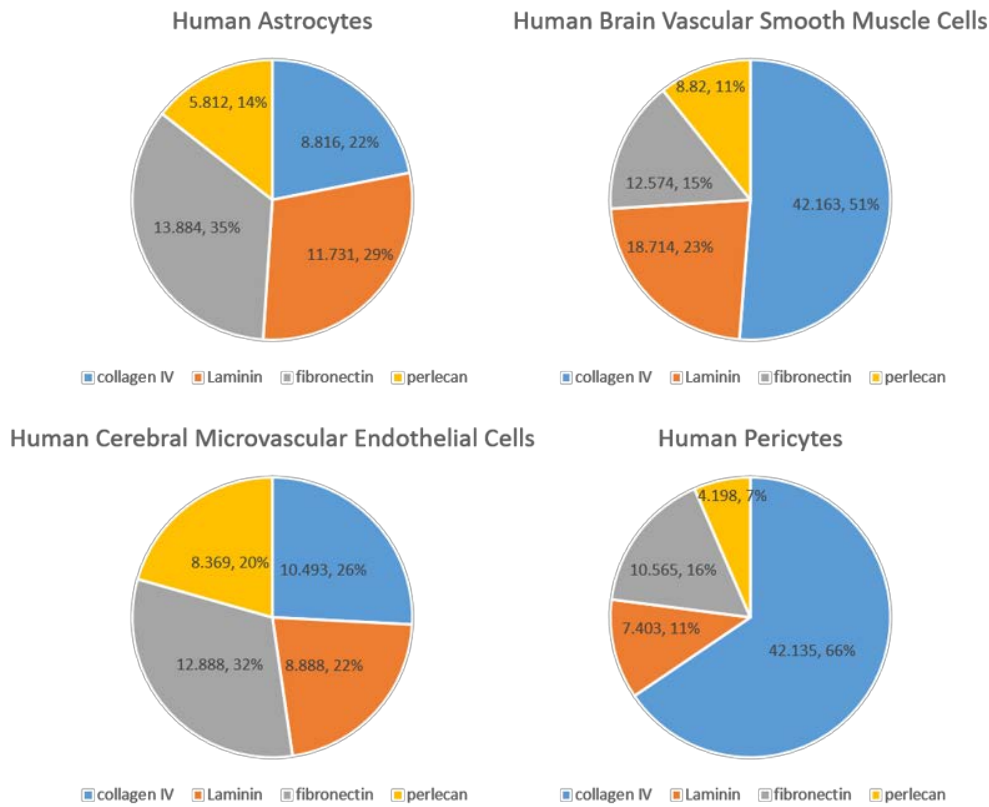 Human Astrocytes
5.812, 14%
8.816, 22%
13.884, 35%
11.731, 29%
collagen IV Laminin fibronectin perlecan
Human Brain Vascular Smooth Muscle Cells
8.82, 11%
12.574, 15%
42.163, 51%
18.714, 23%
collagen IV Laminin fibronectin perlecan
Human Cerebral Microvascular Endothelial Cells
8.369, 20%
10.493, 26%
12.888, 32%
8.888, 22%
collagen IV Laminin fibronectin perlecan
Human Pericytes
4.198, 7%
10.565, 16%
7.403, 11%
42.135, 66%
collagen IV Laminin fibronectin perlecan